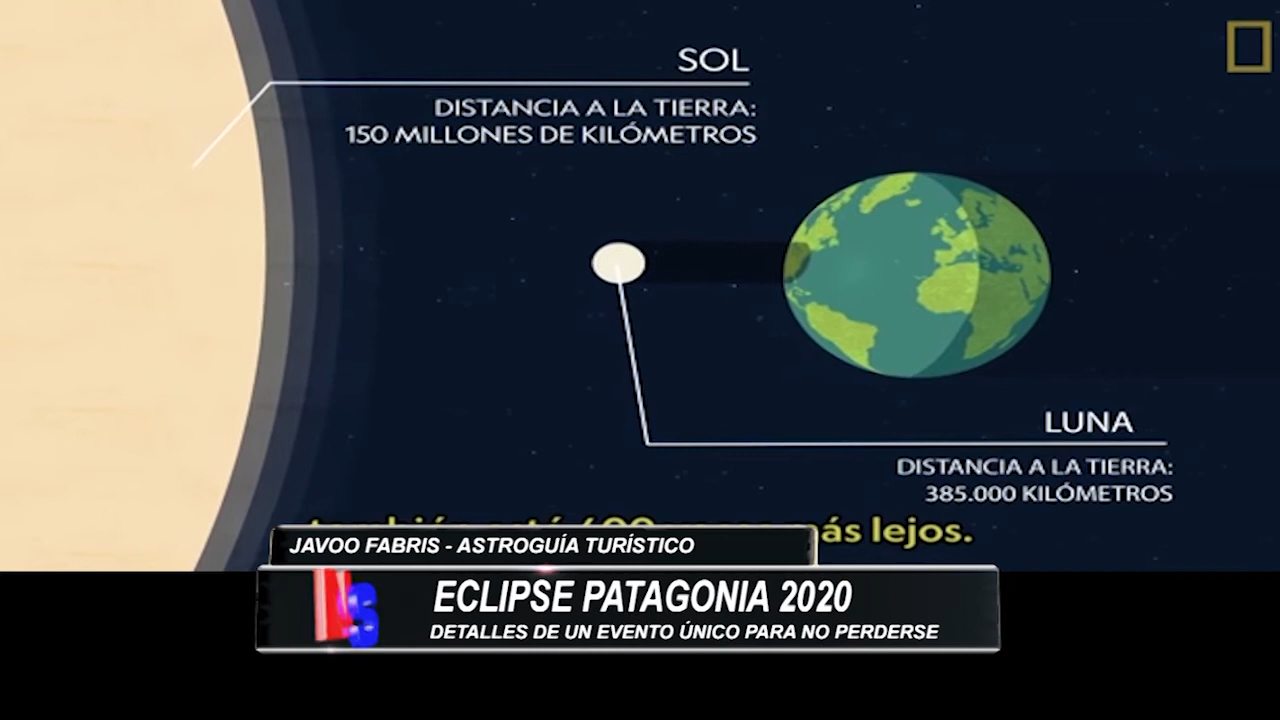 SOL
DISTANCIA A LA TIERRA:
150 MILLONES DE KILÓMETROS
LUNA
DISTANCIA A LA TIERRA:
385.000 KILÓMETROS
más lejos.
JAVOO FABRIS - ASTROGUÍA TURÍSTICO
ECLIPSE PATAGONIA 2020
DETALLES DE UN EVENTO ÚNICO PARA NO PERDERSE